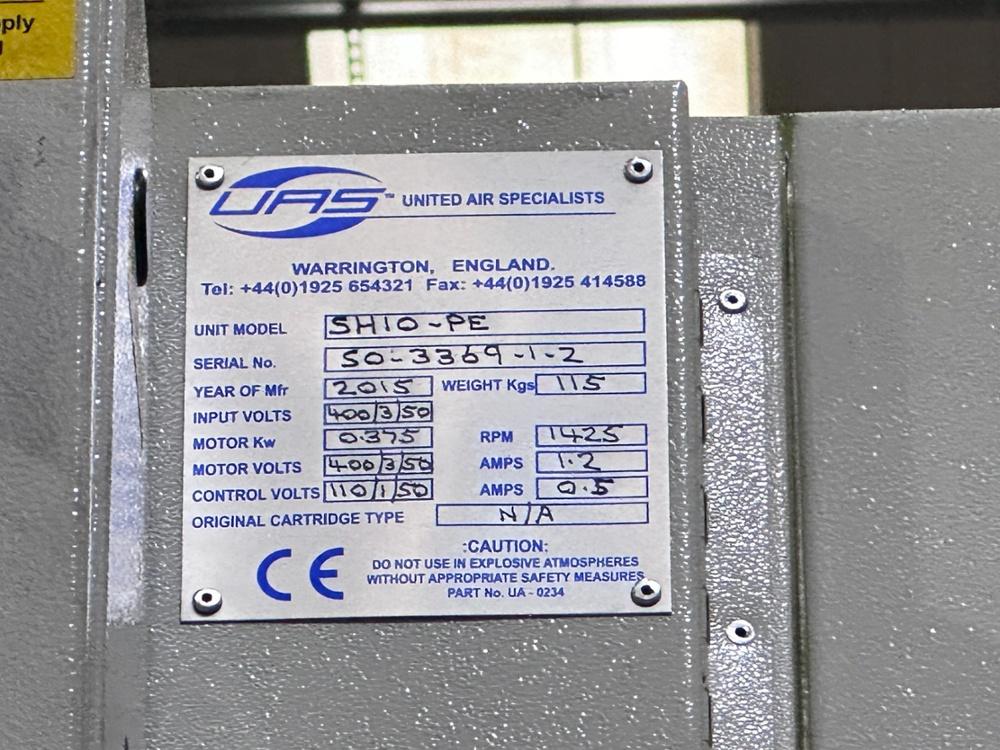 ply
UAS™ UNITED AIR SPECIALISTS
WARRINGTON, ENGLAND.
Tel: +44(0)1925 654321 Fax: +44(0)1925 414588
UNIT MODEL SH10-PE
SERIAL No. SO-3369-1-2
YEAR OF Mfr 2015 WEIGHT Kgs 115
INPUT VOLTS 400/3/50
MOTOR Kw 0.375 RPM 1425
MOTOR VOLTS 400/3/50 AMPS 1.2
CONTROL VOLTS 110/1/50 AMPS 0.5
ORIGINAL CARTRIDGE TYPE N/A
CE
:CAUTION:
DO NOT USE IN EXPLOSIVE ATMOSPHERES
WITHOUT APPROPRIATE SAFETY MEASURES
PART No. UA - 0234